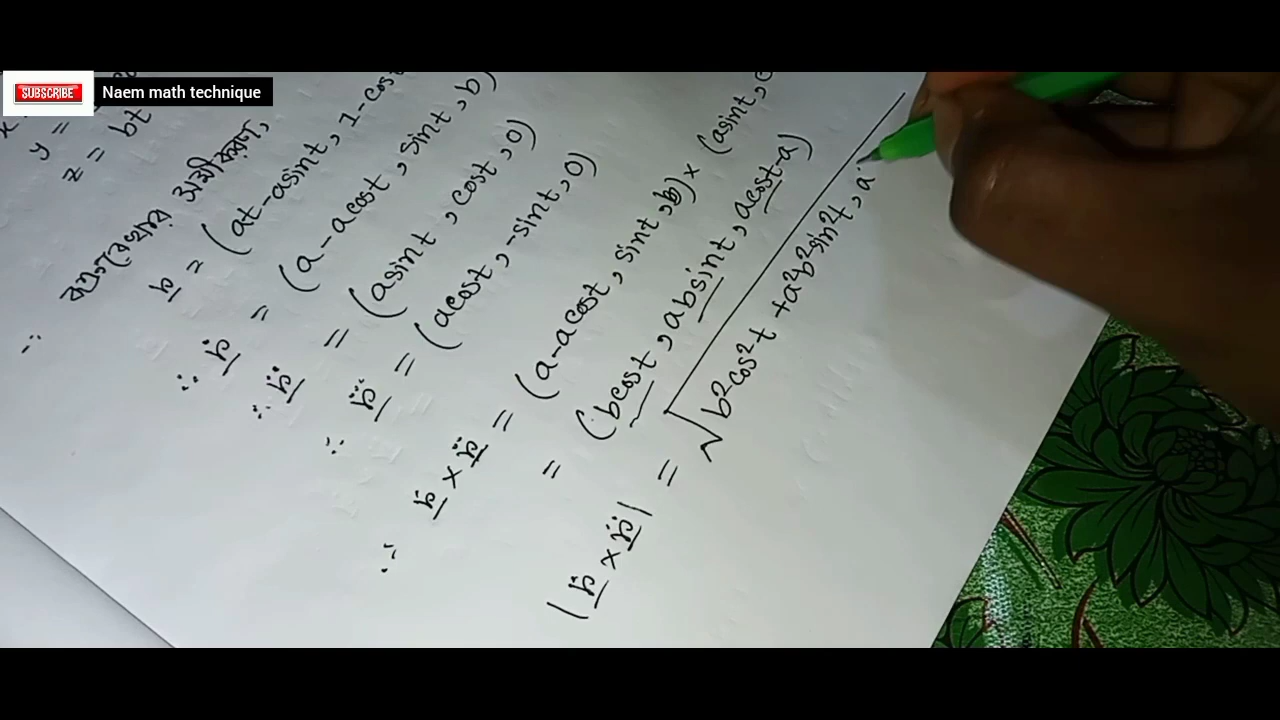 SUBSCRIBE
Naem math technique
y =
z = bt
∴ বক্ররেখার সমীকরণ,
r = (at-asint, 1-cost
∴ ṙ = (a-acost, sint, b)
∴ r̈ = (asint, cost, 0)
∴ r⃛ = (acost, -sint, 0)
∴ ṙ × r̈ = (a-acost, sint, b) × (asint,
= (bcost, absint, acost-a)
|ṙ × r̈| = √b²cos²t + a²b²sin²t, a